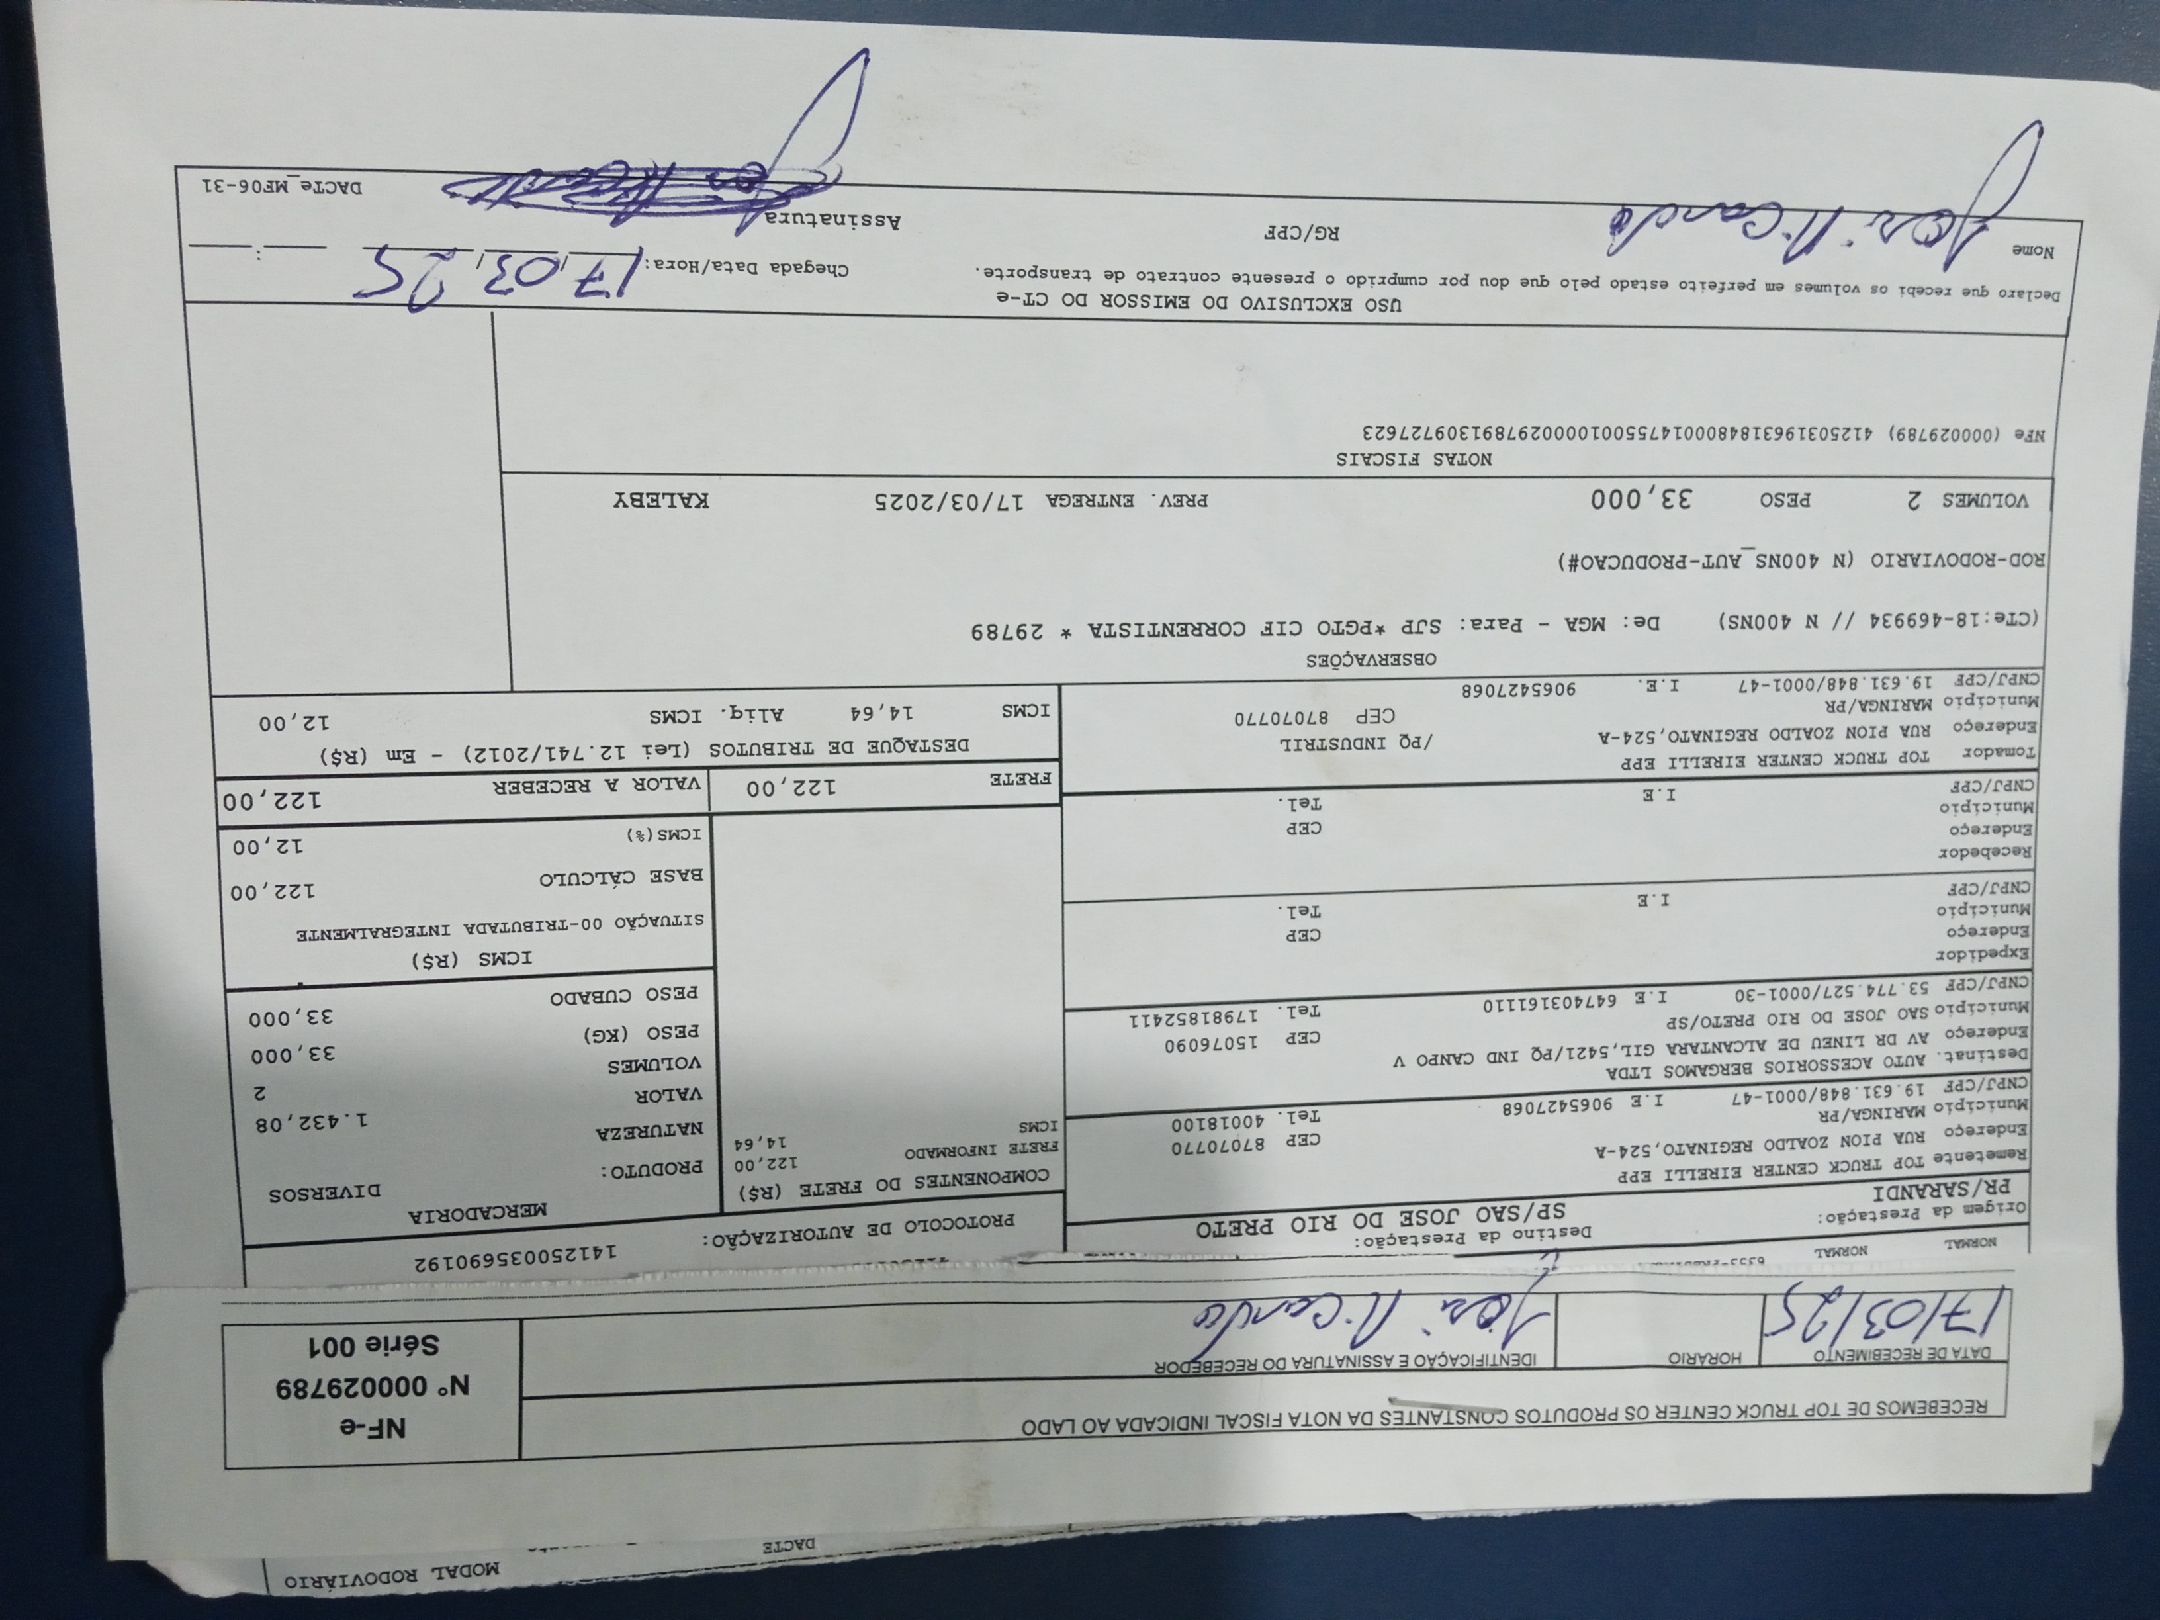 MODAL RODOVIÁRIO
DACTE
RECEBEMOS DE TOP TRUCK CENTER OS PRODUTOS CONSTANTES DA NOTA FISCAL INDICADA AO LADO
NF-e
Nº 000029789
Série 001
DATA DE RECEBIMENTO
HORARIO
IDENTIFICAÇÃO E ASSINATURA DO RECEBEDOR
17/03/25
José Ricardo
NORMAL
NORMAL
Origem da Prestação:
PR/SARANDI
Destino da Prestação:
SP/SAO JOSE DO RIO PRETO
PROTOCOLO DE AUTORIZAÇÃO:
141250035690192
Remetente TOP TRUCK CENTER EIRELLI EPP
Endereço RUA PION ZOALDO REGINATO,524-A
CEP 87070770
Município MARINGA/PR
Tel. 40018100
CNPJ/CPF 19.631.848/0001-47
I.E 9065427068
Destinat. AUTO ACESSORIOS BERGAMOS LTDA
Endereço AV DR LINEU DE ALCANTARA GIL,5421/PQ IND CANPO V
CEP 15076090
Município SAO JOSE DO RIO PRETO/SP
Tel. 17981852411
CNPJ/CPF 53.774.527/0001-30
I.E 647403161110
Expedidor
Endereço
CEP
Município
Tel.
CNPJ/CPF
I.E
Recebedor
Endereço
CEP
Município
Tel.
CNPJ/CPF
I.E
Tomador TOP TRUCK CENTER EIRELLI EPP
Endereço RUA PION ZOALDO REGINATO,524-A
/PQ INDUSTRIL
Município MARINGA/PR
CEP 87070770
CNPJ/CPF 19.631.848/0001-47
I.E. 9065427068
COMPONENTES DO FRETE (R$)
FRETE INFORMADO 122,00
ICMS 14,64
MERCADORIA
PRODUTO: DIVERSOS
NATUREZA
VALOR 1.432,08
VOLUMES 2
PESO (KG) 33,000
PESO CUBADO 33,000
ICMS (R$)
SITUAÇÃO 00-TRIBUTADA INTEGRALMENTE
BASE CÁLCULO 122,00
ICMS(%) 12,00
FRETE 122,00
VALOR A RECEBER 122,00
DESTAQUE DE TRIBUTOS (Lei 12.741/2012) - Em (R$)
ICMS 14,64 Aliq. ICMS 12,00
OBSERVAÇÕES
(CTe:18-469934 // N 400NS) De: MGA - Para: SJP *PGTO CIF CORRENTISTA * 29789
ROD-RODOVIARIO (N 400NS_AUT-PRODUCAO#)
VOLUMES 2 PESO 33,000 PREV. ENTREGA 17/03/2025 KALEBY
NOTAS FISCAIS
NFe (000029789) 41250319631848000147550010000297891309727623
USO EXCLUSIVO DO EMISSOR DO CT-e
Declaro que recebi os volumes em perfeito estado pelo que dou por cumprido o presente contrato de transporte.
Chegada Data/Hora: 17/03/25
Nome José Ricardo
RG/CPF
Assinatura
DACTe_MF06-31